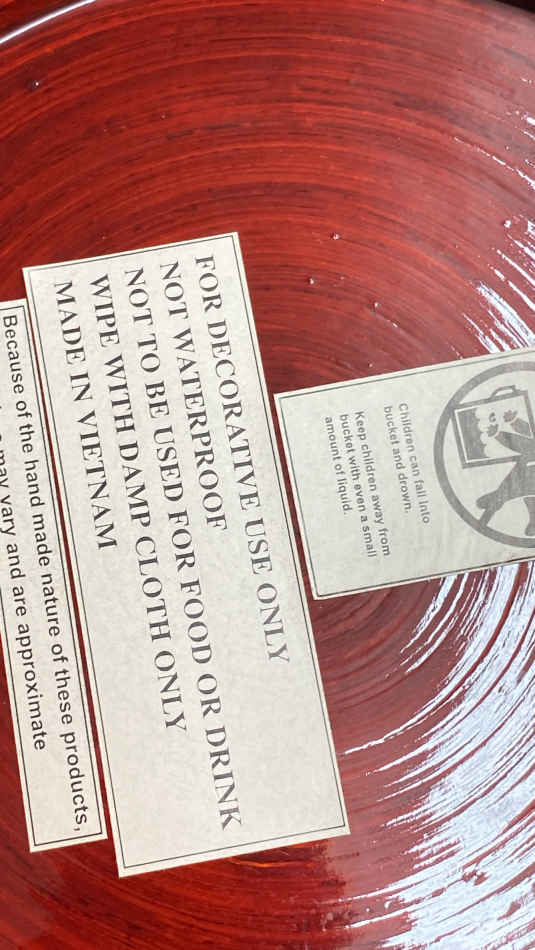 Children can fall into
bucket and drown.
Keep children away from
bucket with even a small
amount of liquid.
FOR DECORATIVE USE ONLY
NOT WATERPROOF
NOT TO BE USED FOR FOOD OR DRINK
WIPE WITH DAMP CLOTH ONLY
MADE IN VIETNAM
Because of the hand made nature of these products,
may vary and are approximate